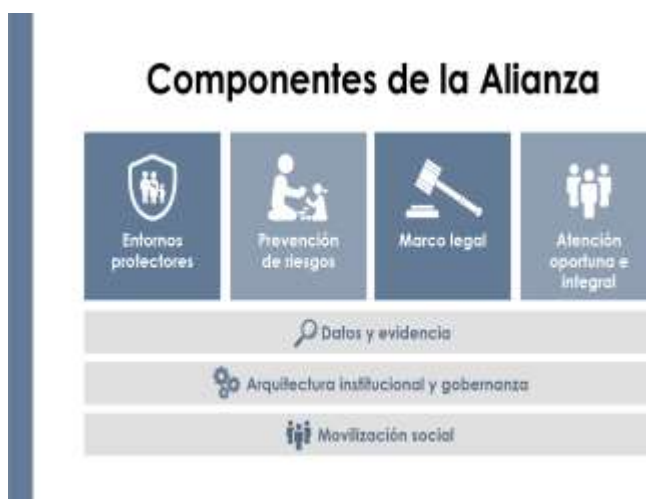 Componentes de la Alianza
Entornos
protectores
Prevención
de riesgos
Marco legal
Atención
oportuna e
integral
Datos y evidencia
Arquitectura institucional y gobernanza
Movilización social